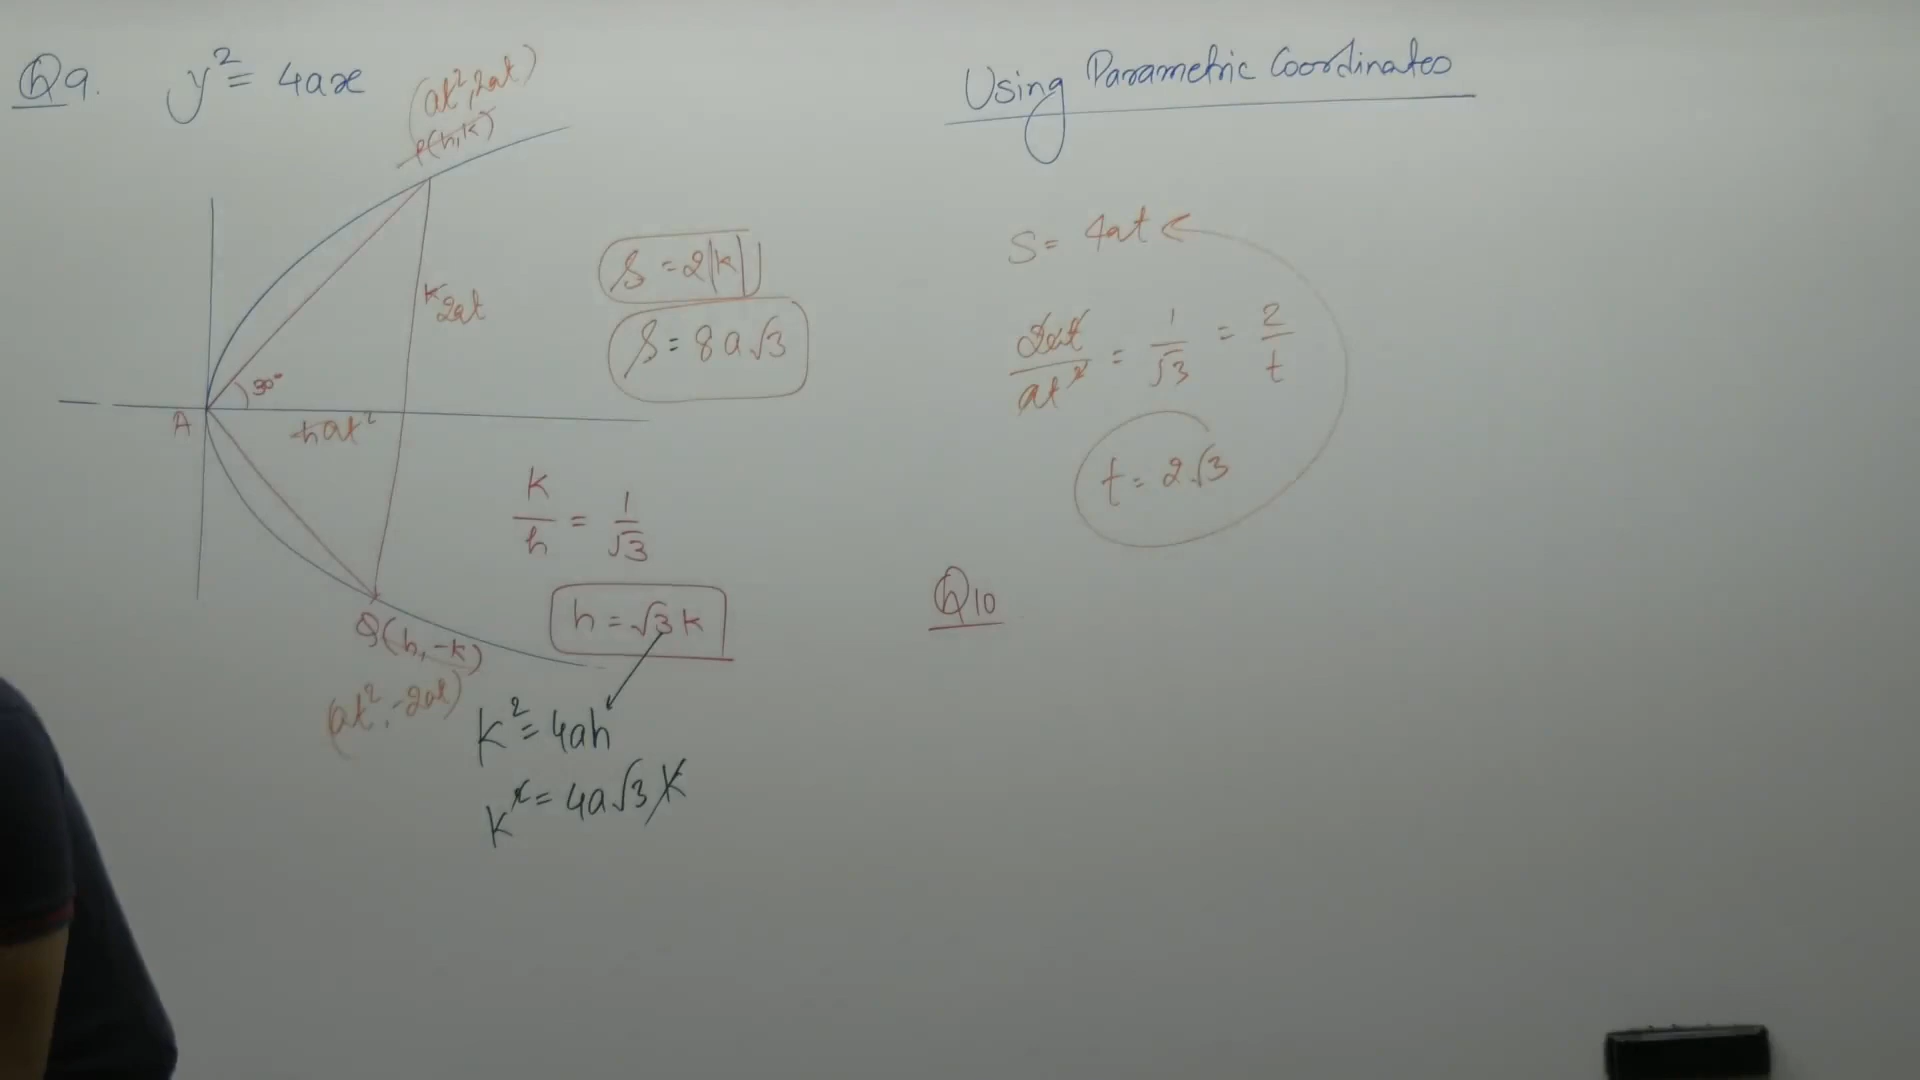 Q9. y² = 4ax
(at², 2at)
P(h, k)
k 2at
30°
A
h at²
Q(h, -k)
(at², -2at)
S = 2|k|
S = 8a√3
k/h = 1/√3
h = √3 k
k² = 4ah
k² = 4a√3 k
Using Parametric Coordinates
S = 4at
2at/at² = 1/√3 = 2/t
t = 2√3
Q10